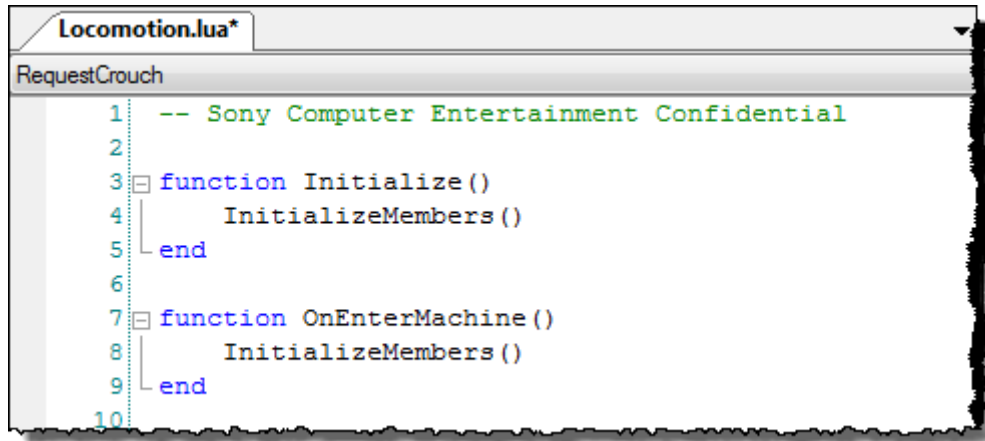 Locomotion.lua*
RequestCrouch
1 -- Sony Computer Entertainment Confidential
2
3 function Initialize()
4 InitializeMembers()
5 end
6
7 function OnEnterMachine()
8 InitializeMembers()
9 end
10